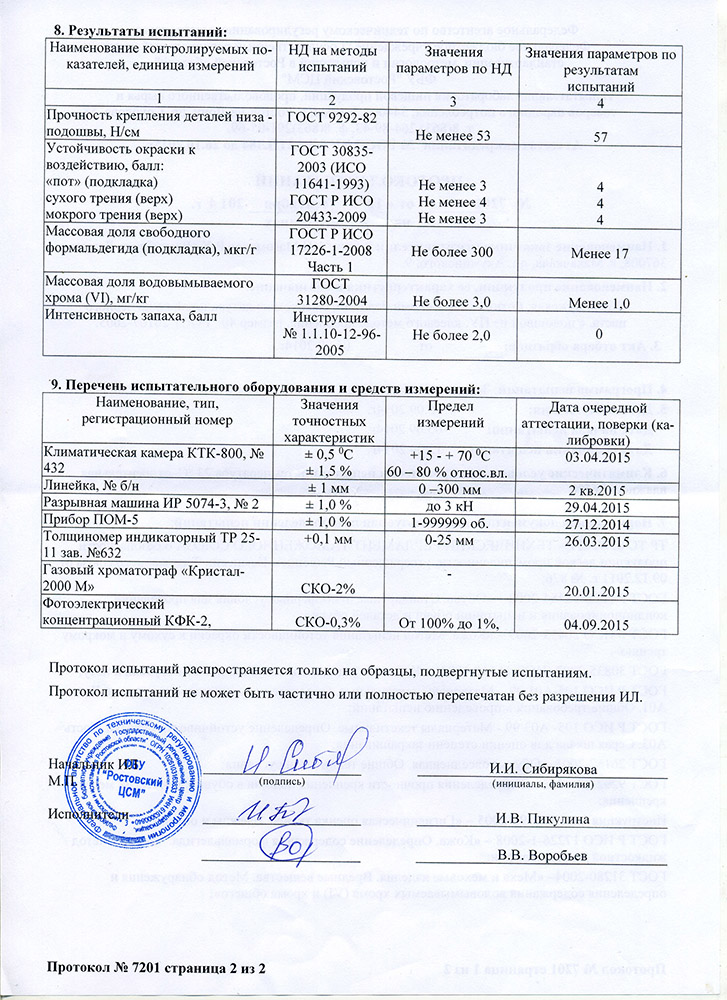 8. Результаты испытаний:
Наименование контролируемых по-
казателей, единица измерений
НД на методы
испытаний
Значения
параметров по НД
Значения параметров по
результатам
испытаний
1 2 3 4
Прочность крепления деталей низа -
подошвы, Н/см
ГОСТ 9292-82
Не менее 53
57
Устойчивость окраски к
воздействию, балл:
«пот» (подкладка)
сухого трения (верх)
мокрого трения (верх)
ГОСТ 30835-
2003 (ИСО
11641-1993)
ГОСТ Р ИСО
20433-2009
Не менее 3
Не менее 4
Не менее 3
4
4
4
Массовая доля свободного
формальдегида (подкладка), мкг/г
ГОСТ Р ИСО
17226-1-2008
Часть 1
Не более 300
Менее 17
Массовая доля водовымываемого
хрома (VI), мг/кг
ГОСТ
31280-2004
Не более 3,0
Менее 1,0
Интенсивность запаха, балл
Инструкция
№ 1.1.10-12-96-
2005
Не более 2,0
0
9. Перечень испытательного оборудования и средств измерений:
Наименование, тип,
регистрационный номер
Значения
точностных
характеристик
Предел
измерений
Дата очередной
аттестации, поверки (ка-
либровки)
Климатическая камера КТК-800, №
432
± 0,5 ⁰С
± 1,5 %
+15 - + 70 ⁰С
60 – 80 % относ.вл.
03.04.2015
Линейка, № б/н ± 1 мм 0 –300 мм 2 кв.2015
Разрывная машина ИР 5074-3, № 2 ± 1,0 % до 3 кН 29.04.2015
Прибор ПОМ-5 ± 1,0 % 1-999999 об. 27.12.2014
Толщиномер индикаторный ТР 25-
11 зав. №632
+0,1 мм 0-25 мм 26.03.2015
Газовый хроматограф «Кристал-
2000 М»
СКО-2%
-
20.01.2015
Фотоэлектрический
концентрационный КФК-2,
СКО-0,3%
От 100% до 1%,
04.09.2015
Протокол испытаний распространяется только на образцы, подвергнутые испытаниям.
Протокол испытаний не может быть частично или полностью перепечатан без разрешения ИЛ.
Начальник ИЛ
М.П.
ФБУ
"Ростовский
ЦСМ"
(подпись)
И.И. Сибирякова
(инициалы, фамилия)
Исполнители
И.В. Пикулина
В.В. Воробьев
Протокол № 7201 страница 2 из 2